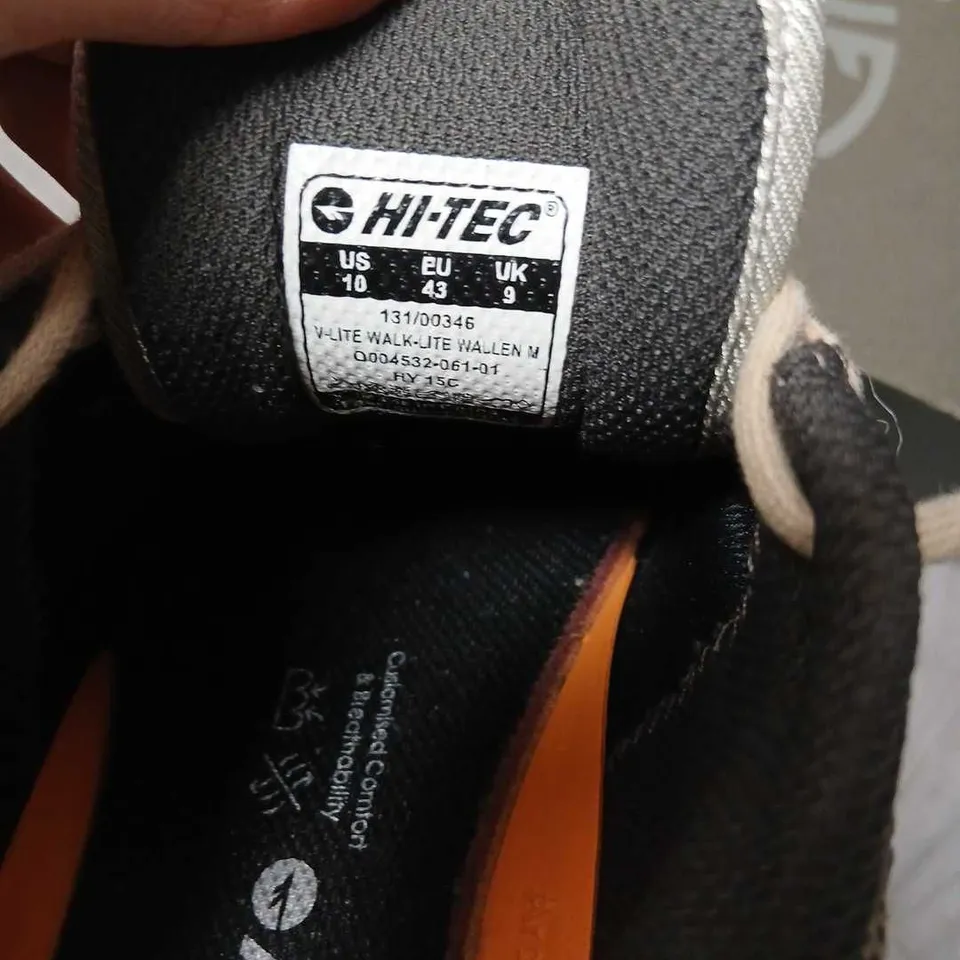 HI-TEC®
US EU UK
10 43 9
131/00346
V-LITE WALK-LITE WALLEN M
O004532-061-01
RY 15C
Customised Comfort
& Breathability